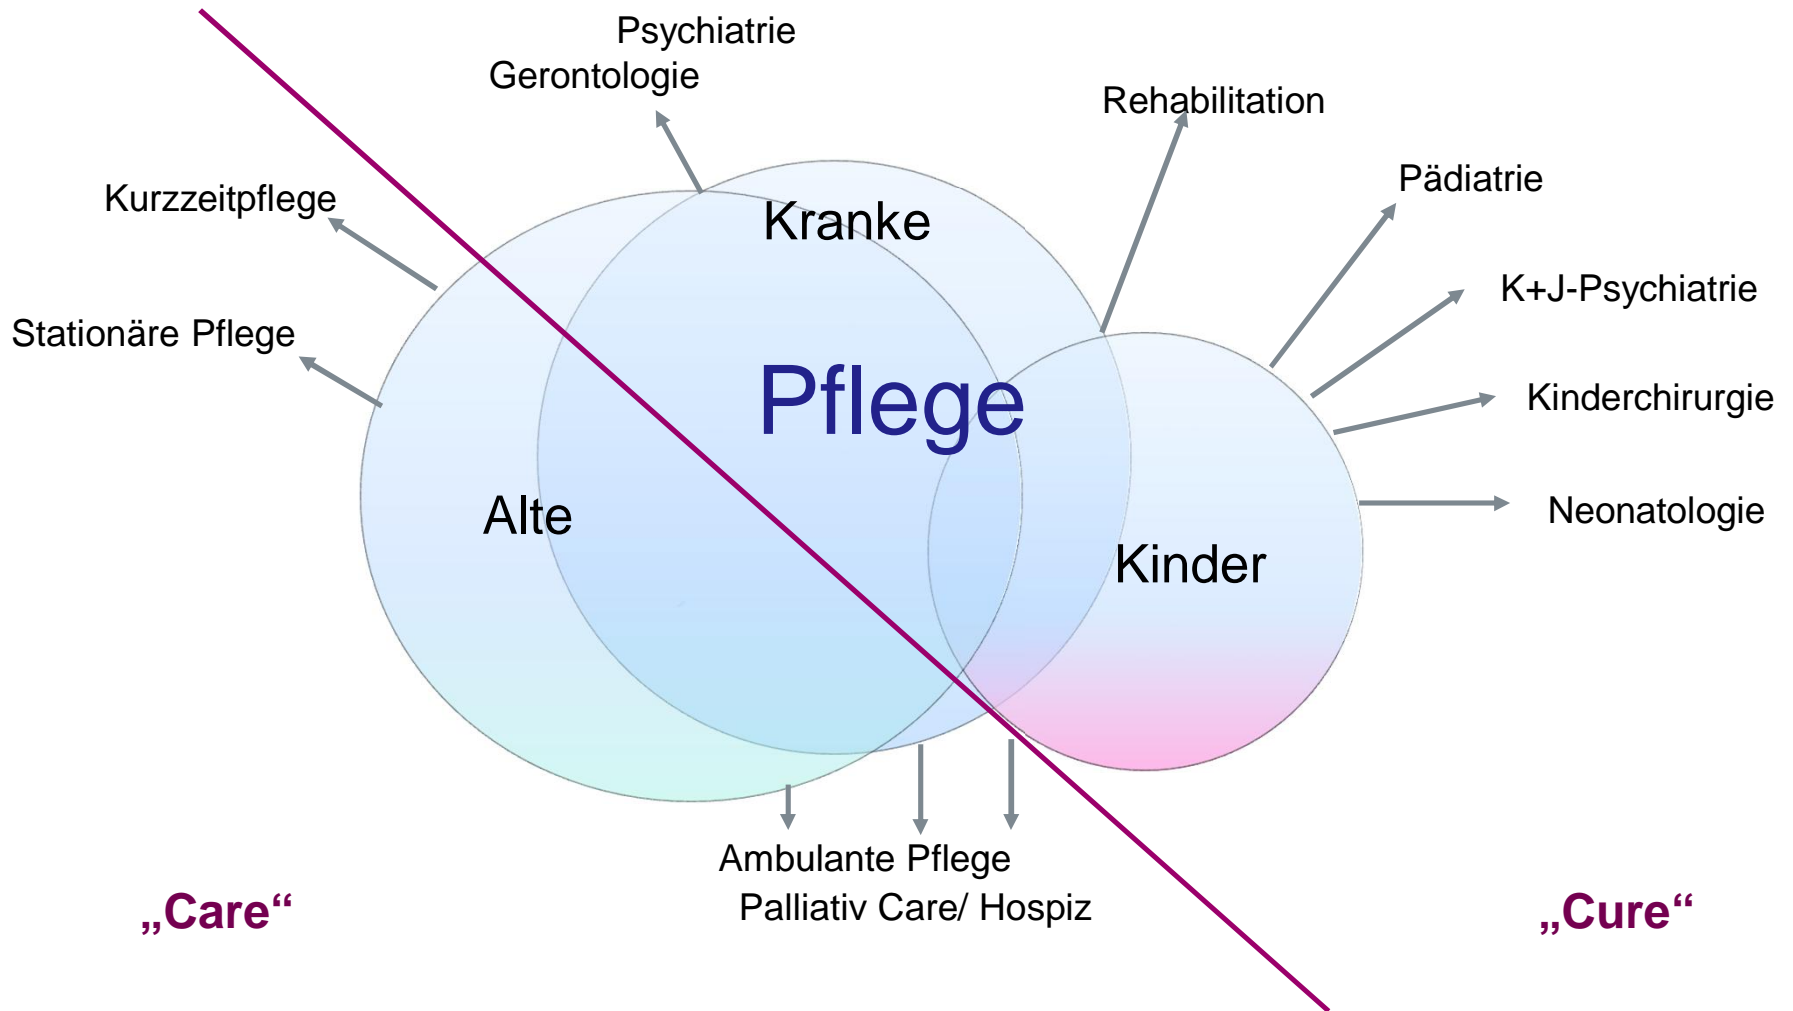 Psychiatrie
Gerontologie
Rehabilitation
Pädiatrie
Kurzzeitpflege
Kranke
K+J-Psychiatrie
Stationäre Pflege
Pflege
Kinderchirurgie
Alte
Neonatologie
Kinder
Ambulante Pflege
Palliativ Care/ Hospiz
„Care“
„Cure“